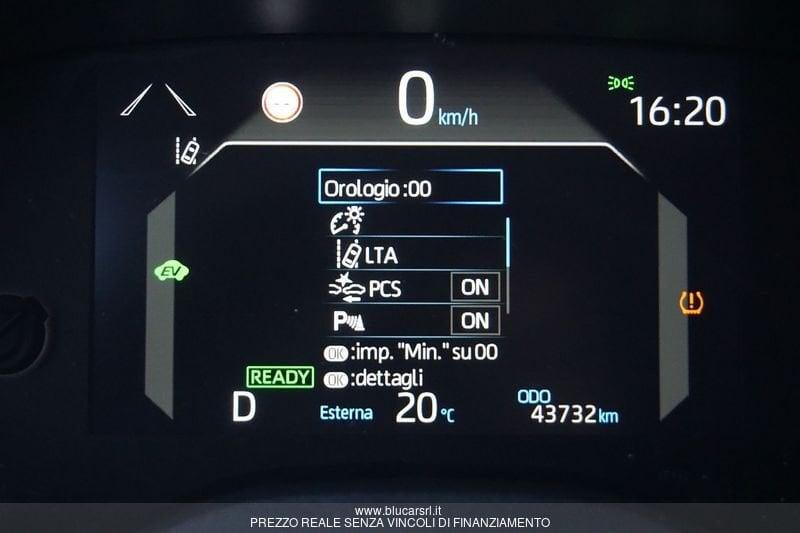 0 km/h
16:20
Orologio :00
LTA
PCS ON
P ON
OK :imp. "Min." su 00
OK :dettagli
EV
READY
D
Esterna 20 °C
ODO
43732 km
www.blucarsrl.it
PREZZO REALE SENZA VINCOLI DI FINANZIAMENTO